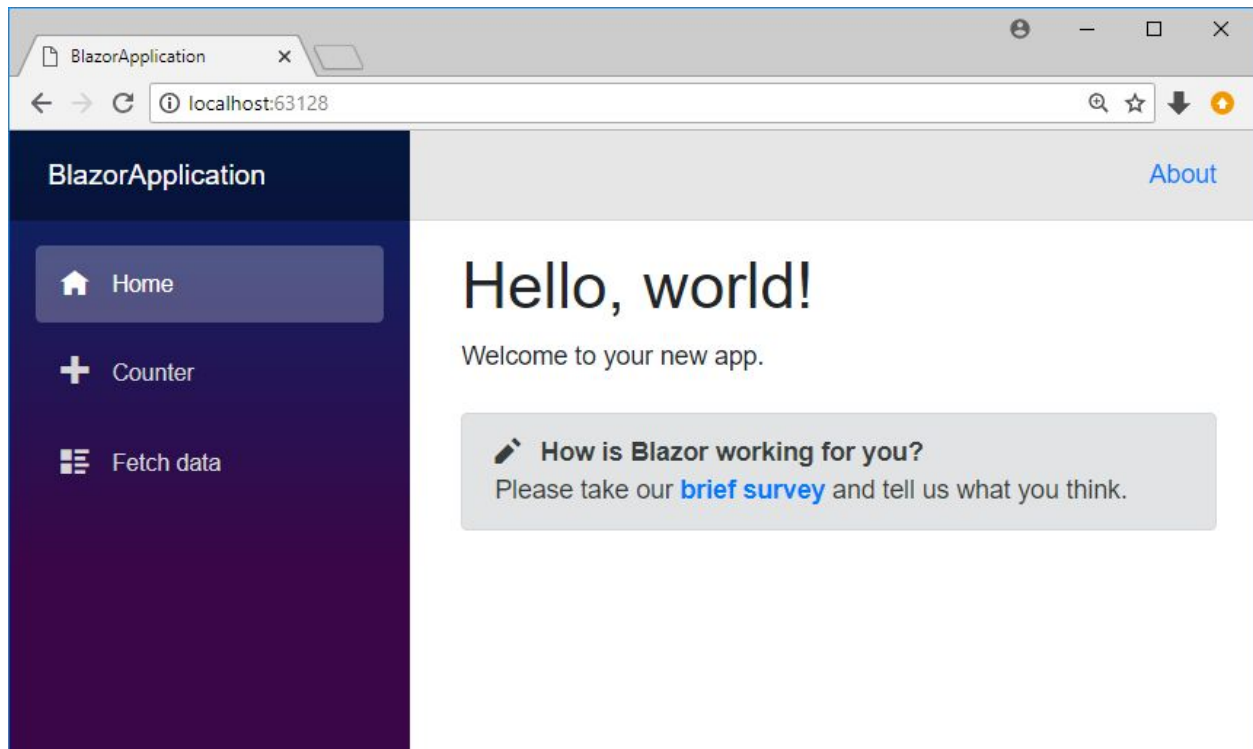 BlazorApplication
localhost:63128
BlazorApplication
About
Home
Counter
Fetch data
Hello, world!
Welcome to your new app.
How is Blazor working for you?
Please take our brief survey and tell us what you think.